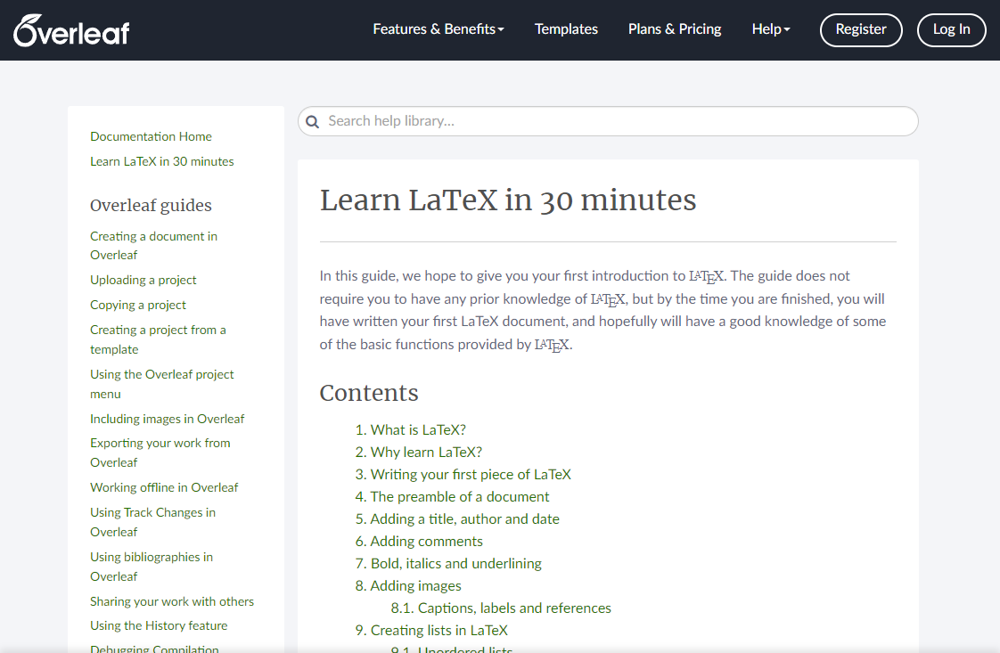 Overleaf
Features & Benefits
Templates
Plans & Pricing
Help
Register
Log In
Documentation Home
Learn LaTeX in 30 minutes
Overleaf guides
Creating a document in
Overleaf
Uploading a project
Copying a project
Creating a project from a
template
Using the Overleaf project
menu
Including images in Overleaf
Exporting your work from
Overleaf
Working offline in Overleaf
Using Track Changes in
Overleaf
Using bibliographies in
Overleaf
Sharing your work with others
Using the History feature
Debugging Compilation
Search help library...
Learn LaTeX in 30 minutes
In this guide, we hope to give you your first introduction to LATEX. The guide does not
require you to have any prior knowledge of LATEX, but by the time you are finished, you will
have written your first LaTeX document, and hopefully will have a good knowledge of some
of the basic functions provided by LATEX.
Contents
1. What is LaTeX?
2. Why learn LaTeX?
3. Writing your first piece of LaTeX
4. The preamble of a document
5. Adding a title, author and date
6. Adding comments
7. Bold, italics and underlining
8. Adding images
8.1. Captions, labels and references
9. Creating lists in LaTeX
9.1. Unordered lists